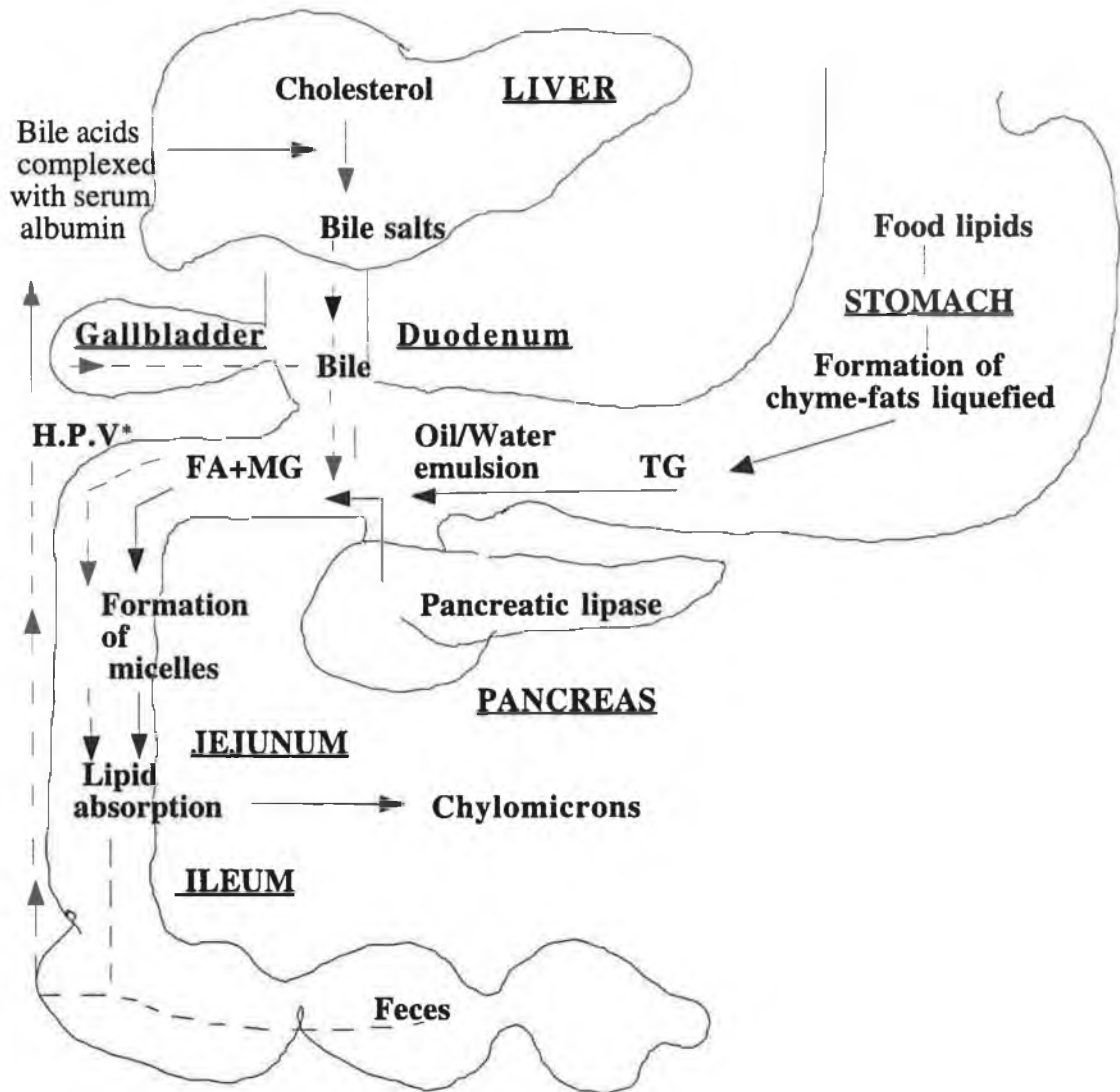 Cholesterol LIVER
Bile acids
complexed
with serum
albumin
Bile salts
Food lipids
STOMACH
Gallbladder
Duodenum
Bile
Formation of
chyme-fats liquefied
H.P.V*
Oil/Water
emulsion
FA+MG
TG
Formation
of
micelles
Pancreatic lipase
PANCREAS
JEJUNUM
Lipid
absorption
Chylomicrons
ILEUM
Feces